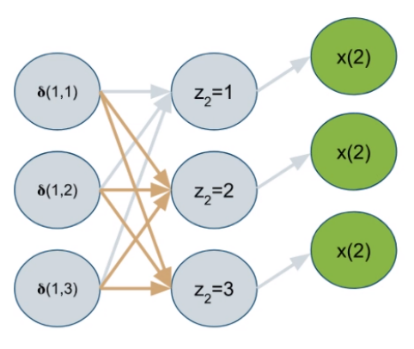 δ(1,1)
z₂=1
x(2)
δ(1,2)
z₂=2
x(2)
δ(1,3)
z₂=3
x(2)